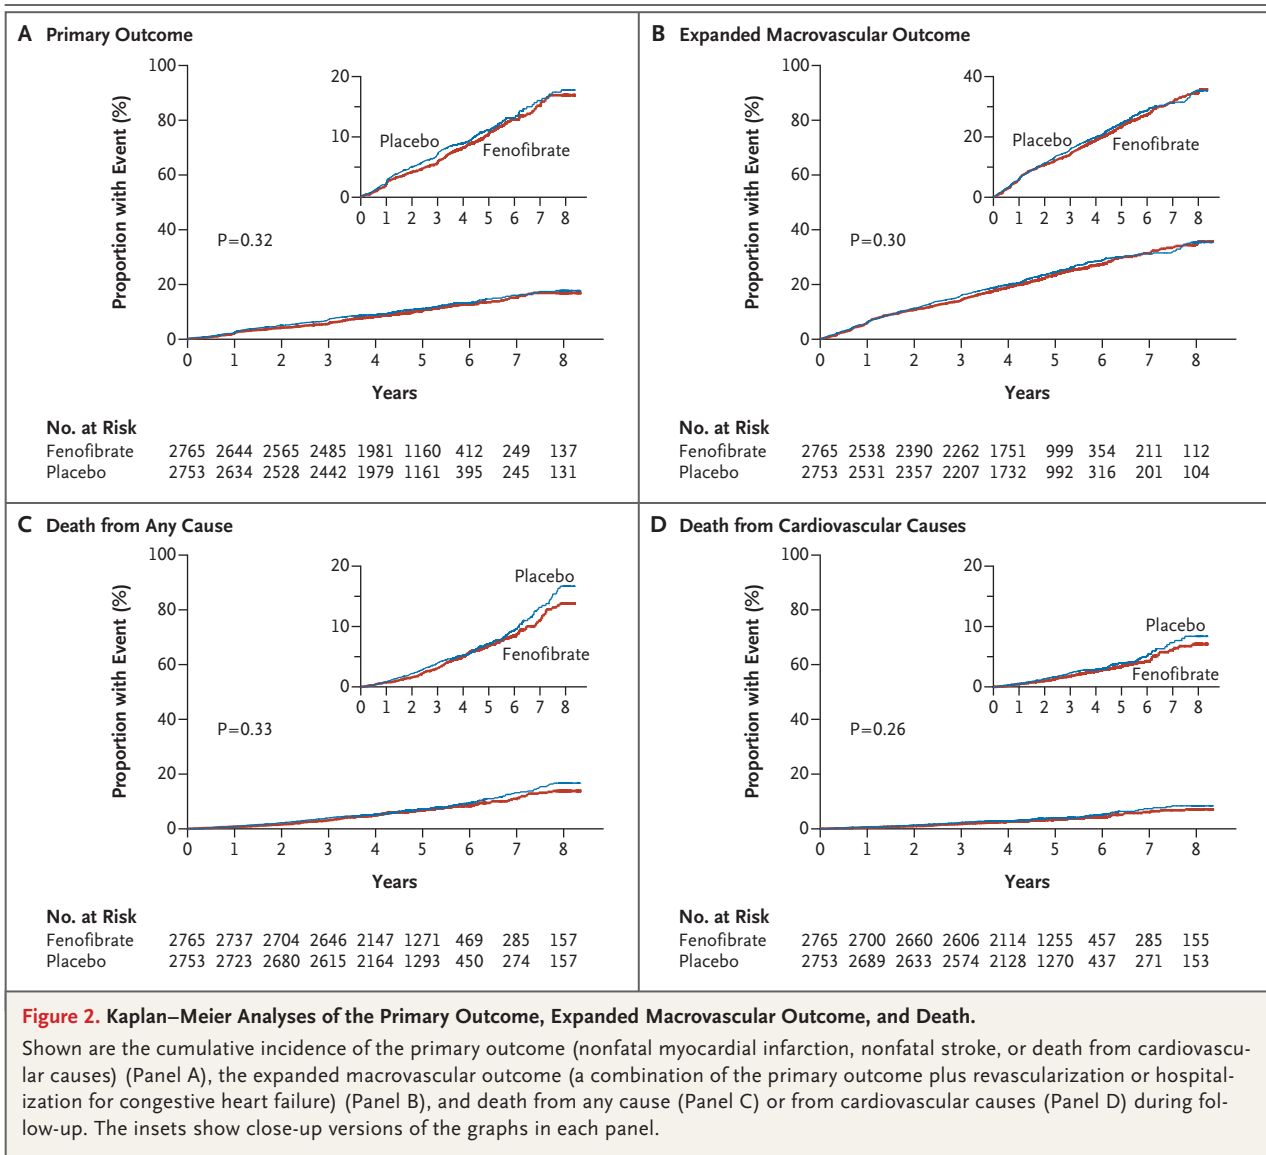 A Primary Outcome
Proportion with Event (%)
100
80
60
40
20
0
0 1 2 3 4 5 6 7 8
Years
P=0.32
20
10
0
0 1 2 3 4 5 6 7 8
Placebo
Fenofibrate
No. at Risk
Fenofibrate 2765 2644 2565 2485 1981 1160 412 249 137
Placebo 2753 2634 2528 2442 1979 1161 395 245 131
B Expanded Macrovascular Outcome
Proportion with Event (%)
100
80
60
40
20
0
0 1 2 3 4 5 6 7 8
Years
P=0.30
40
20
0
0 1 2 3 4 5 6 7 8
Placebo
Fenofibrate
No. at Risk
Fenofibrate 2765 2538 2390 2262 1751 999 354 211 112
Placebo 2753 2531 2357 2207 1732 992 316 201 104
C Death from Any Cause
Proportion with Event (%)
100
80
60
40
20
0
0 1 2 3 4 5 6 7 8
Years
P=0.33
20
10
0
0 1 2 3 4 5 6 7 8
Placebo
Fenofibrate
No. at Risk
Fenofibrate 2765 2737 2704 2646 2147 1271 469 285 157
Placebo 2753 2723 2680 2615 2164 1293 450 274 157
D Death from Cardiovascular Causes
Proportion with Event (%)
100
80
60
40
20
0
0 1 2 3 4 5 6 7 8
Years
P=0.26
20
10
0
0 1 2 3 4 5 6 7 8
Placebo
Fenofibrate
No. at Risk
Fenofibrate 2765 2700 2660 2606 2114 1255 457 285 155
Placebo 2753 2689 2633 2574 2128 1270 437 271 153
Figure 2. Kaplan–Meier Analyses of the Primary Outcome, Expanded Macrovascular Outcome, and Death.
Shown are the cumulative incidence of the primary outcome (nonfatal myocardial infarction, nonfatal stroke, or death from cardiovascu-
lar causes) (Panel A), the expanded macrovascular outcome (a combination of the primary outcome plus revascularization or hospital-
ization for congestive heart failure) (Panel B), and death from any cause (Panel C) or from cardiovascular causes (Panel D) during fol-
low-up. The insets show close-up versions of the graphs in each panel.